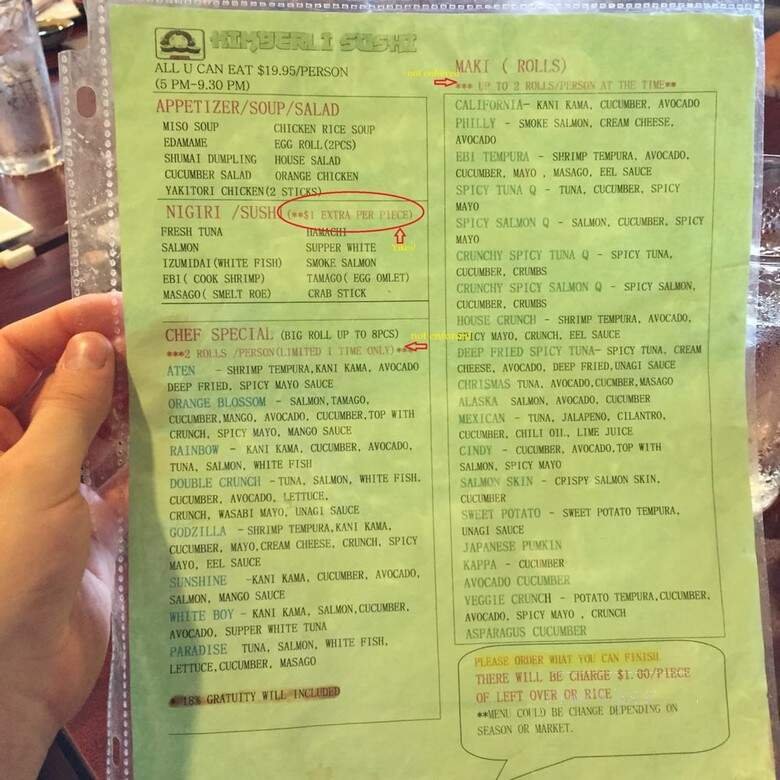 KIMBERLI SUSHI
ALL U CAN EAT $19.95/PERSON
(5 PM-9.30 PM)
APPETIZER/SOUP/SALAD
MISO SOUP CHICKEN RICE SOUP
EDAMAME EGG ROLL(2PCS)
SHUMAI DUMPLING HOUSE SALAD
CUCUMBER SALAD ORANGE CHICKEN
YAKITORI CHICKEN(2 STICKS)
NIGIRI /SUSHI (**$1 EXTRA PER PIECE)
FRESH TUNA HAMACHI
SALMON SUPPER WHITE
IZUMIDAI(WHITE FISH) SMOKE SALMON
EBI( COOK SHRIMP) TAMAGO( EGG OMLET)
MASAGO( SMELT ROE) CRAB STICK
CHEF SPECIAL (BIG ROLL UP TO 8PCS)
not enforced
***2 ROLLS /PERSON(LIMITED 1 TIME ONLY)***
ATEN - SHRIMP TEMPURA,KANI KAMA, AVOCADO
DEEP FRIED, SPICY MAYO SAUCE
ORANGE BLOSSOM - SALMON,TAMAGO,
CUCUMBER,MANGO, AVOCADO, CUCUMBER,TOP WITH
CRUNCH, SPICY MAYO, MANGO SAUCE
RAINBOW - KANI KAMA, CUCUMBER, AVOCADO,
TUNA, SALMON, WHITE FISH
DOUBLE CRUNCH -TUNA, SALMON, WHITE FISH,
CUCUMBER, AVOCADO, LETTUCE,
CRUNCH, WASABI MAYO, UNAGI SAUCE
GODZILLA - SHRIMP TEMPURA,KANI KAMA,
CUCUMBER, MAYO,CREAM CHEESE, CRUNCH, SPICY
MAYO, EEL SAUCE
SUNSHINE -KANI KAMA, CUCUMBER, AVOCADO,
SALMON, MANGO SAUCE
WHITE BOY - KANI KAMA, SALMON,CUCUMBER,
AVOCADO, SUPPER WHITE TUNA
PARADISE TUNA, SALMON, WHITE FISH,
LETTUCE,CUCUMBER, MASAGO
* 18% GRATUITY WILL INCLUDED
MAKI ( ROLLS)
not enforced
*** UP TO 2 ROLLS/PERSON AT THE TIME**
CALIFORNIA- KANI KAMA, CUCUMBER, AVOCADO
PHILLY - SMOKE SALMON, CREAM CHEESE,
AVOCADO
EBI TEMPURA - SHRIMP TEMPURA, AVOCADO,
CUCUMBER, MAYO , MASAGO, EEL SAUCE
SPICY TUNA Q - TUNA, CUCUMBER, SPICY
MAYO
SPICY SALMON Q - SALMON, CUCUMBER, SPICY
MAYO
CRUNCHY SPICY TUNA Q - SPICY TUNA,
CUCUMBER, CRUMBS
CRUNCHY SPICY SALMON Q - SPICY SALMON,
CUCUMBER, CRUMBS
HOUSE CRUNCH - SHRIMP TEMPURA, AVOCADO,
SPICY MAYO, CRUNCH, EEL SAUCE
DEEP FRIED SPICY TUNA- SPICY TUNA, CREAM
CHEESE, AVOCADO, DEEP FRIED,UNAGI SAUCE
CHRISMAS TUNA, AVOCADO,CUCMBER,MASAGO
ALASKA SALMON, AVOCADO, CUCUMBER
MEXICAN - TUNA, JALAPENO, CILANTRO,
CUCUMBER, CHILI OIL, LIME JUICE
CINDY - CUCUMBER, AVOCADO,TOP WITH
SALMON, SPICY MAYO
SALMON SKIN - CRISPY SALMON SKIN,
CUCUMBER
SWEET POTATO - SWEET POTATO TEMPURA,
UNAGI SAUCE
JAPANESE PUMKIN
KAPPA - CUCUMBER
AVOCADO CUCUMBER
VEGGIE CRUNCH - POTATO TEMPURA,CUCUMBER,
AVOCADO, SPICY MAYO , CRUNCH
ASPARAGUS CUCUMBER
PLEASE ORDER WHAT YOU CAN FINISH
THERE WILL BE CHARGE $1.00/PIECE
OF LEFT OVER OR RICE
**MENU COULD BE CHANGE DEPENDING ON
SEASON OR MARKET.